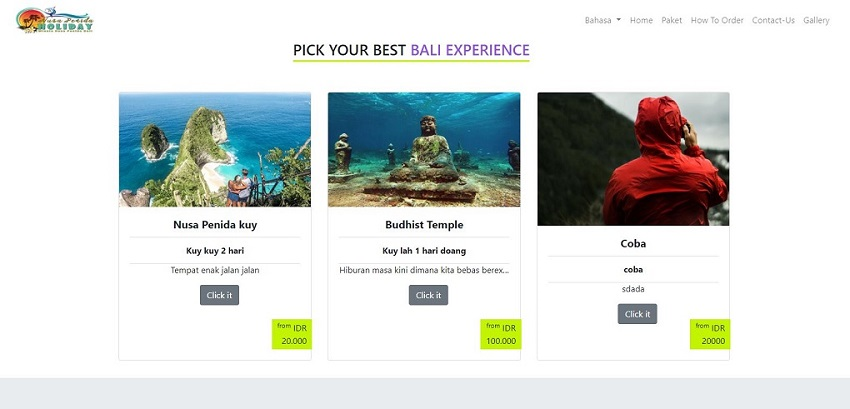 Nusa Penida
HOLIDAY
Bahasa Home Paket How To Order Contact-Us Gallery
PICK YOUR BEST BALI EXPERIENCE
Nusa Penida kuy
Kuy kuy 2 hari
Tempat enak jalan jalan
Click it
from IDR
20.000
Budhist Temple
Kuy lah 1 hari doang
Hiburan masa kini dimana kita bebas berex...
Click it
from IDR
100.000
Coba
coba
sdada
Click it
from IDR
20000